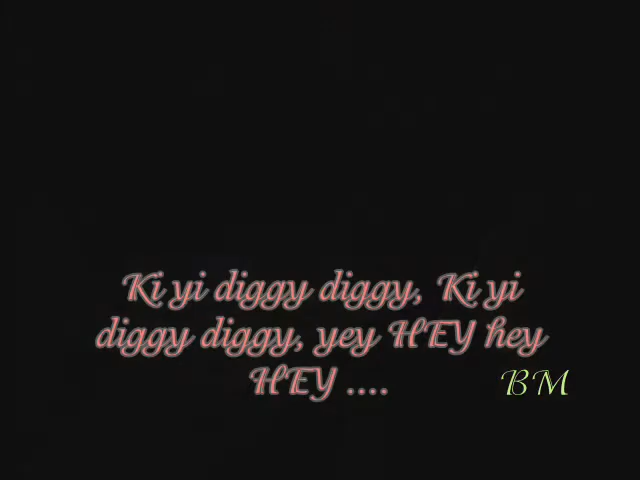 Ki yi diggy diggy, Ki yi
diggy diggy, yey HEY hey
HEY ....
BM